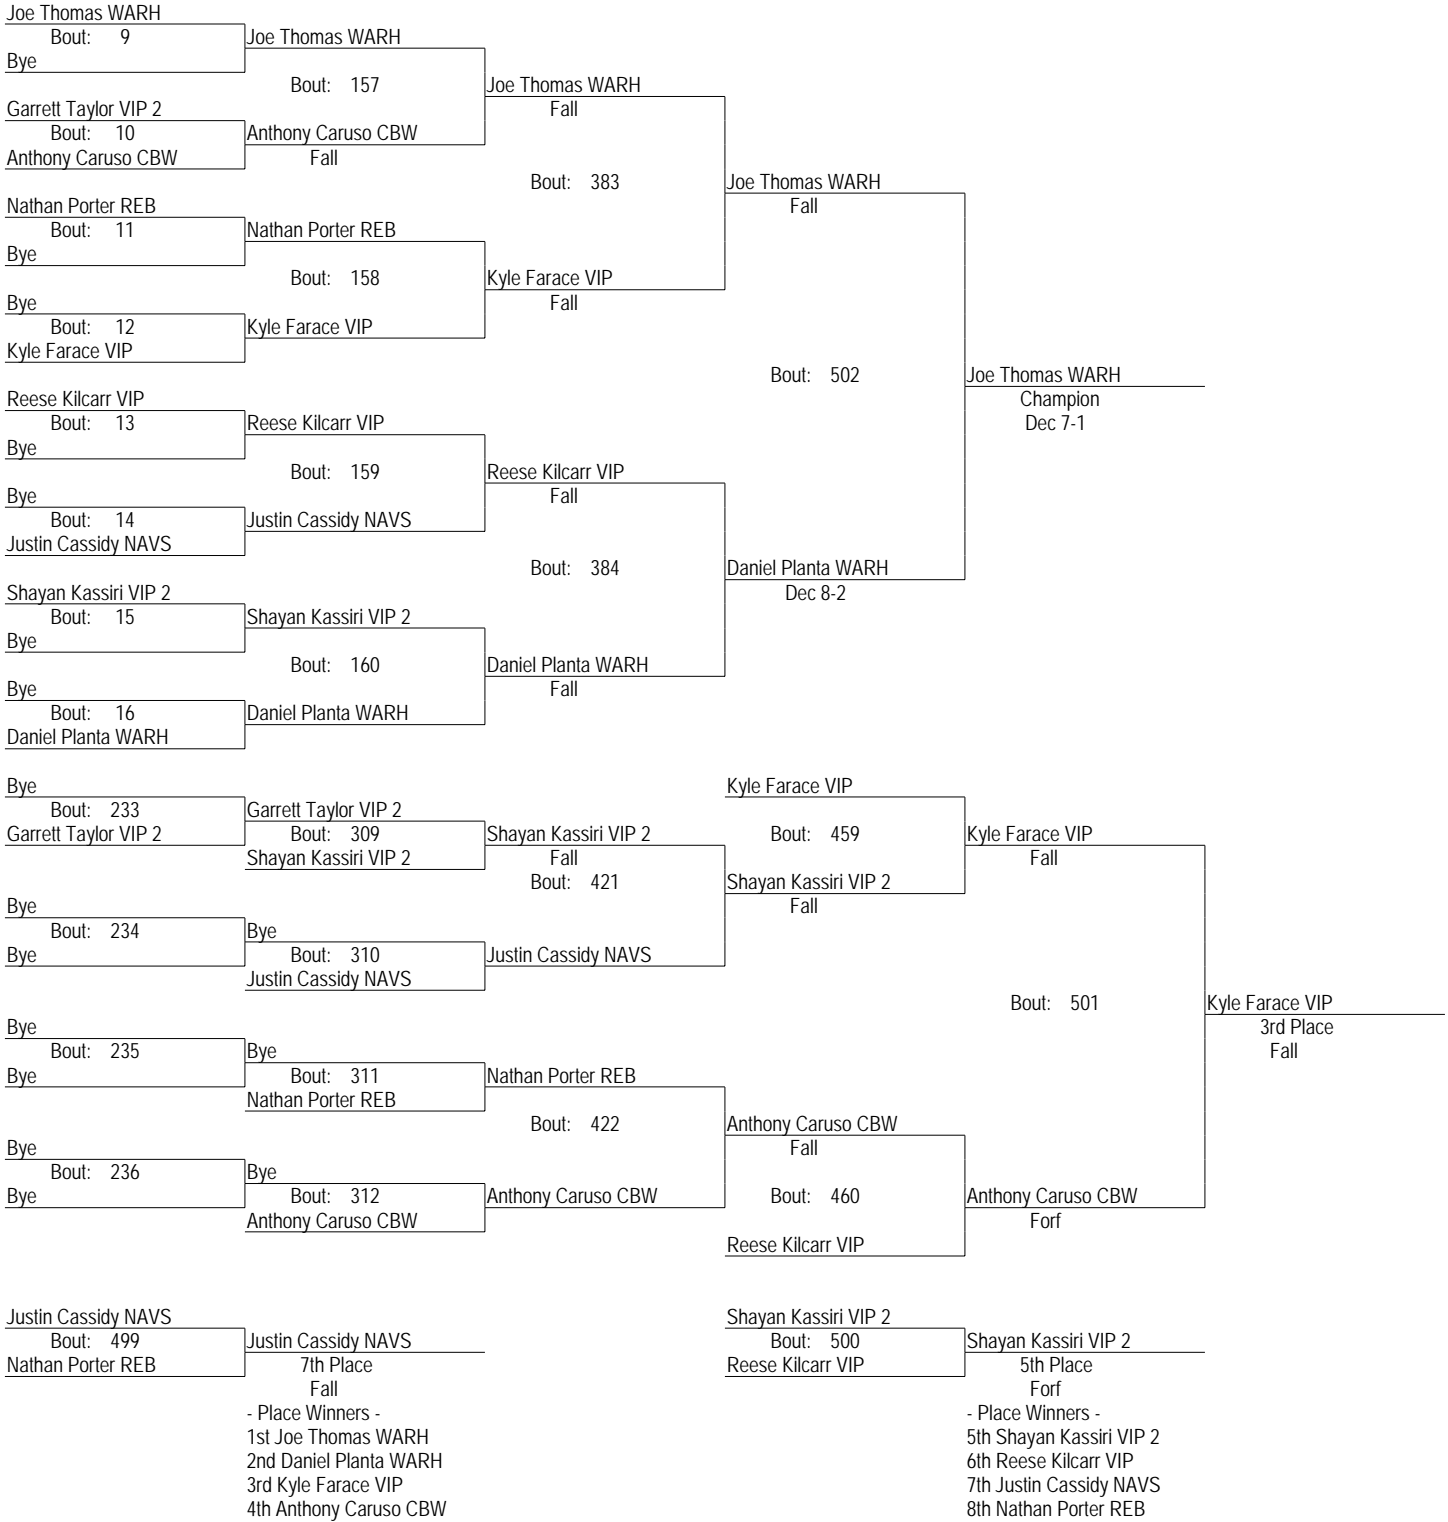 Joe Thomas WARH
Bout: 9
Joe Thomas WARH
Bye
Bout: 157
Joe Thomas WARH
Garrett Taylor VIP 2
Fall
Bout: 10
Anthony Caruso CBW
Anthony Caruso CBW
Fall
Bout: 383
Joe Thomas WARH
Nathan Porter REB
Fall
Bout: 11
Nathan Porter REB
Bye
Bout: 158
Kyle Farace VIP
Bye
Fall
Bout: 12
Kyle Farace VIP
Kyle Farace VIP
Bout: 502
Joe Thomas WARH
Reese Kilcarr VIP
Champion
Bout: 13
Reese Kilcarr VIP
Dec 7-1
Bye
Bout: 159
Reese Kilcarr VIP
Bye
Fall
Bout: 14
Justin Cassidy NAVS
Justin Cassidy NAVS
Bout: 384
Daniel Planta WARH
Shayan Kassiri VIP 2
Dec 8-2
Bout: 15
Shayan Kassiri VIP 2
Bye
Bout: 160
Daniel Planta WARH
Bye
Fall
Bout: 16
Daniel Planta WARH
Daniel Planta WARH
Bye
Kyle Farace VIP
Bout: 233
Garrett Taylor VIP 2
Garrett Taylor VIP 2
Bout: 309
Shayan Kassiri VIP 2
Bout: 459
Kyle Farace VIP
Shayan Kassiri VIP 2
Fall
Fall
Bout: 421
Shayan Kassiri VIP 2
Bye
Fall
Bout: 234
Bye
Bye
Bout: 310
Justin Cassidy NAVS
Justin Cassidy NAVS
Bout: 501
Kyle Farace VIP
Bye
3rd Place
Bout: 235
Bye
Fall
Bye
Bout: 311
Nathan Porter REB
Nathan Porter REB
Bout: 422
Anthony Caruso CBW
Bye
Fall
Bout: 236
Bye
Bye
Bout: 312
Anthony Caruso CBW
Bout: 460
Anthony Caruso CBW
Anthony Caruso CBW
Forf
Reese Kilcarr VIP
Justin Cassidy NAVS
Bout: 499
Justin Cassidy NAVS
Nathan Porter REB
7th Place
Fall
- Place Winners -
1st Joe Thomas WARH
2nd Daniel Planta WARH
3rd Kyle Farace VIP
4th Anthony Caruso CBW
Shayan Kassiri VIP 2
Bout: 500
Shayan Kassiri VIP 2
Reese Kilcarr VIP
5th Place
Forf
- Place Winners -
5th Shayan Kassiri VIP 2
6th Reese Kilcarr VIP
7th Justin Cassidy NAVS
8th Nathan Porter REB